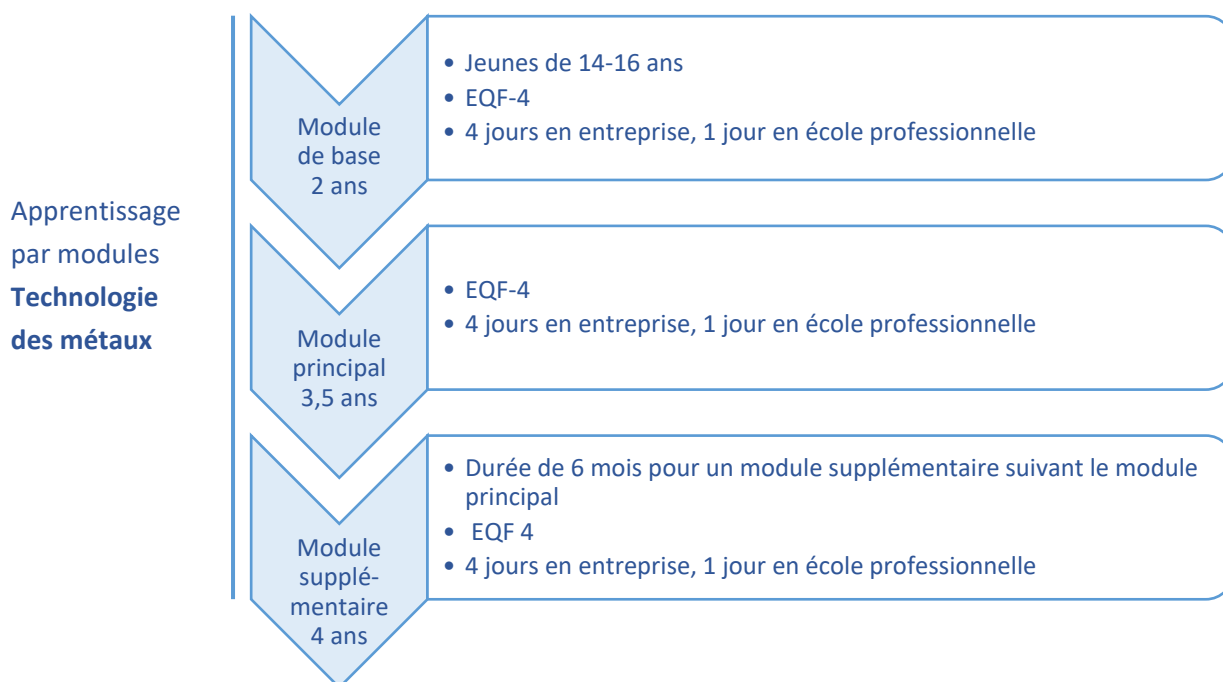 Apprentissage
par modules
Technologie
des métaux
Module
de base
2 ans
• Jeunes de 14-16 ans
• EQF-4
• 4 jours en entreprise, 1 jour en école professionnelle
Module
principal
3,5 ans
• EQF-4
• 4 jours en entreprise, 1 jour en école professionnelle
Module
supplé-
mentaire
4 ans
• Durée de 6 mois pour un module supplémentaire suivant le module
principal
• EQF 4
• 4 jours en entreprise, 1 jour en école professionnelle